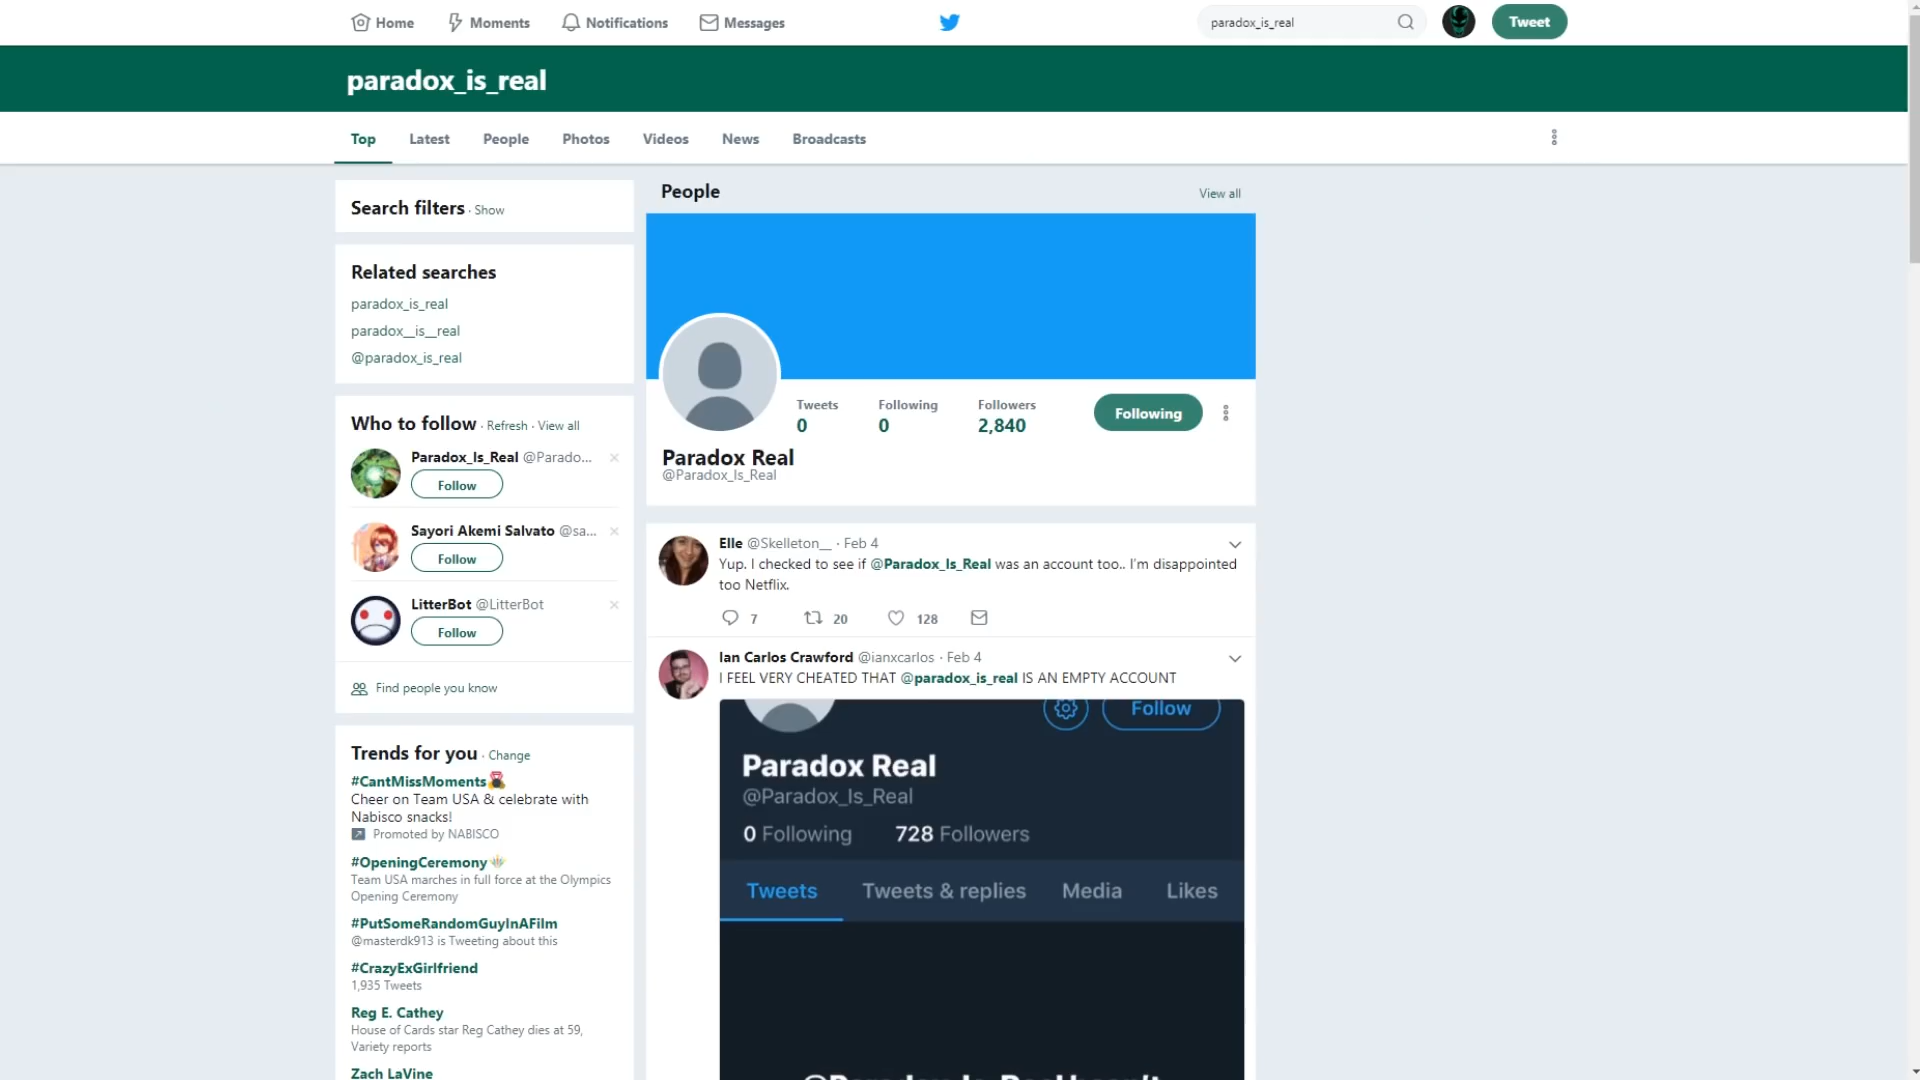 Home Moments Notifications Messages paradox_is_real Tweet
paradox_is_real
Top Latest People Photos Videos News Broadcasts
Search filters · Show
Related searches
paradox_is_real
paradox__is__real
@paradox_is_real
Who to follow · Refresh · View all
Paradox_Is_Real @Parado...
Follow
Sayori Akemi Salvato @sa...
Follow
LitterBot @LitterBot
Follow
Find people you know
Trends for you · Change
#CantMissMoments
Cheer on Team USA & celebrate with
Nabisco snacks!
Promoted by NABISCO
#OpeningCeremony
Team USA marches in full force at the Olympics
Opening Ceremony
#PutSomeRandomGuyInAFilm
@masterdk913 is Tweeting about this
#CrazyExGirlfriend
1,935 Tweets
Reg E. Cathey
House of Cards star Reg Cathey dies at 59,
Variety reports
Zach LaVine
People View all
Tweets Following Followers
0 0 2,840
Following
Paradox Real
@Paradox_Is_Real
Elle @Skelleton__ · Feb 4
Yup. I checked to see if @Paradox_Is_Real was an account too.. I'm disappointed
too Netflix.
7 20 128
Ian Carlos Crawford @ianxcarlos · Feb 4
I FEEL VERY CHEATED THAT @paradox_is_real IS AN EMPTY ACCOUNT
Follow
Paradox Real
@Paradox_Is_Real
0 Following 728 Followers
Tweets Tweets & replies Media Likes